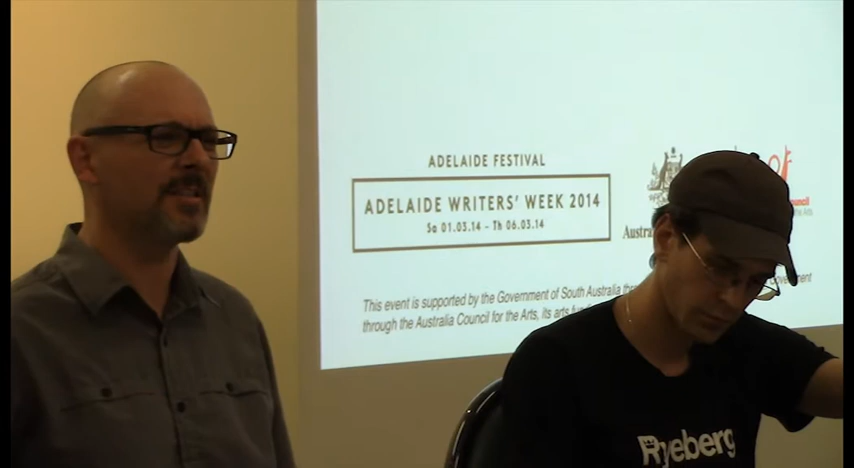 ADELAIDE FESTIVAL
ADELAIDE WRITERS' WEEK 2014
Sa 01.03.14 – Th 06.03.14
This event is supported by the Government of South Australia
through the Australia Council for the Arts, its arts
Ryeberg